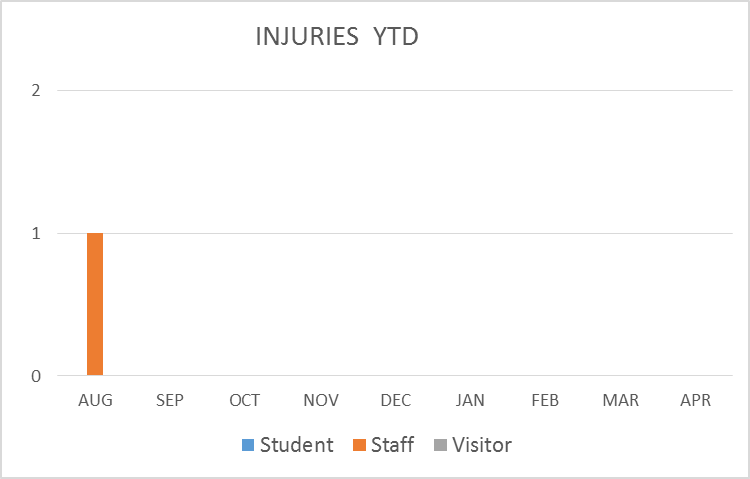 INJURIES YTD
2
1
0
AUG SEP OCT NOV DEC JAN FEB MAR APR
Student Staff Visitor